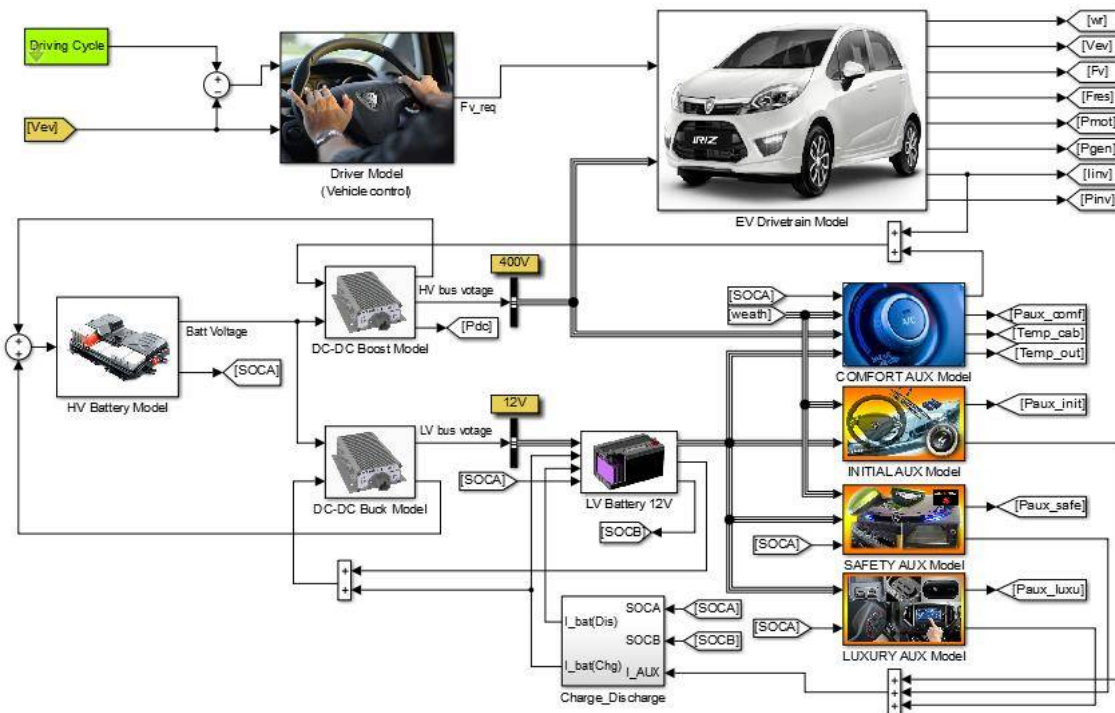 Driving Cycle
[Vev]
Driver Model
(Vehicle control)
Fv_req
IRIZ
EV Drivetrain Model
[wr]
[Vev]
[Fv]
[Fres]
[Pmot]
[Pgen]
[Iinv]
[Pinv]
HV Battery Model
Batt Voltage
[SOCA]
DC-DC Boost Model
HV bus votage
400V
[Pdc]
DC-DC Buck Model
LV bus votage
12V
[SOCA]
LV Battery 12V
[SOCB]
[SOCA]
[weath]
A/C
COMFORT AUX Model
[Paux_comf]
[Temp_cab]
[Temp_out]
INITIAL AUX Model
[Paux_init]
[SOCA]
SAFETY AUX Model
[Paux_safe]
[SOCA]
LUXURY AUX Model
[Paux_luxu]
I_bat(Dis)
I_bat(Chg)
SOCA
SOCB
I_AUX
[SOCA]
[SOCB]
Charge_Discharge